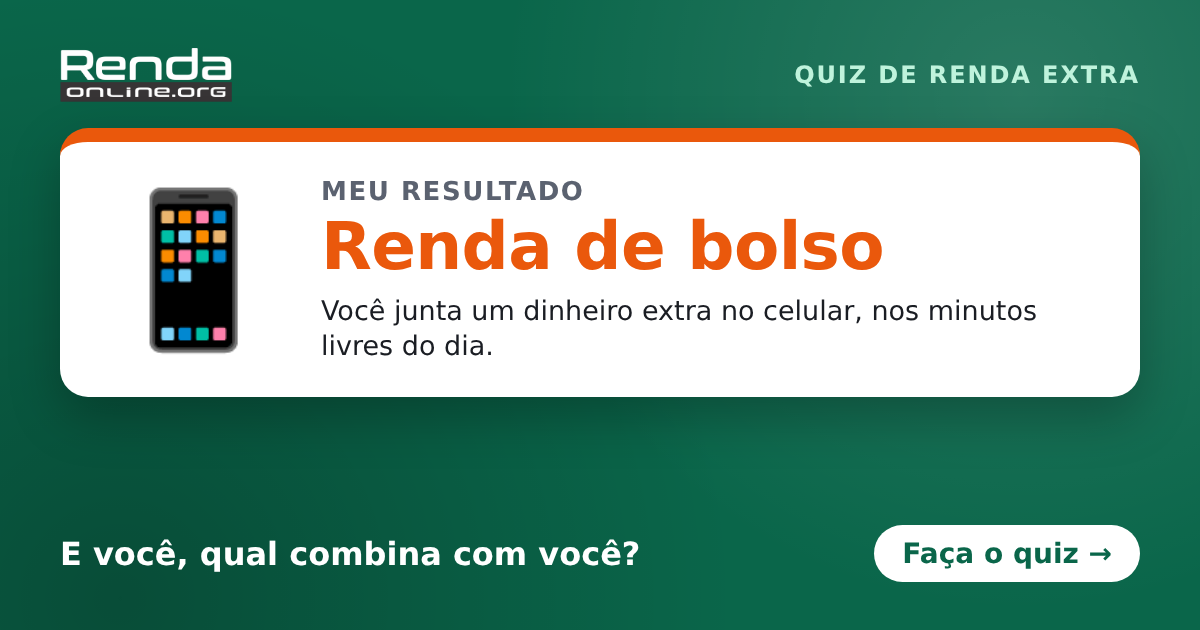 Renda
online.org
QUIZ DE RENDA EXTRA
MEU RESULTADO
Renda de bolso
Você junta um dinheiro extra no celular, nos minutos
livres do dia.
E você, qual combina com você?
Faça o quiz →